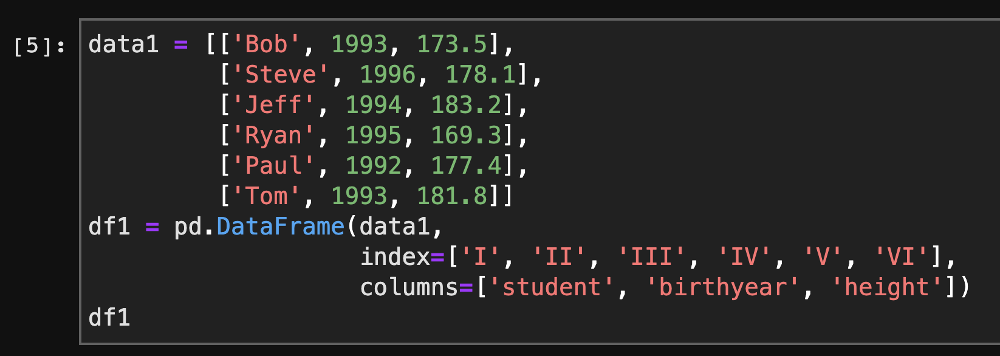 [5]: data1 = [['Bob', 1993, 173.5],
['Steve', 1996, 178.1],
['Jeff', 1994, 183.2],
['Ryan', 1995, 169.3],
['Paul', 1992, 177.4],
['Tom', 1993, 181.8]]
df1 = pd.DataFrame(data1,
index=['I', 'II', 'III', 'IV', 'V', 'VI'],
columns=['student', 'birthyear', 'height'])
df1